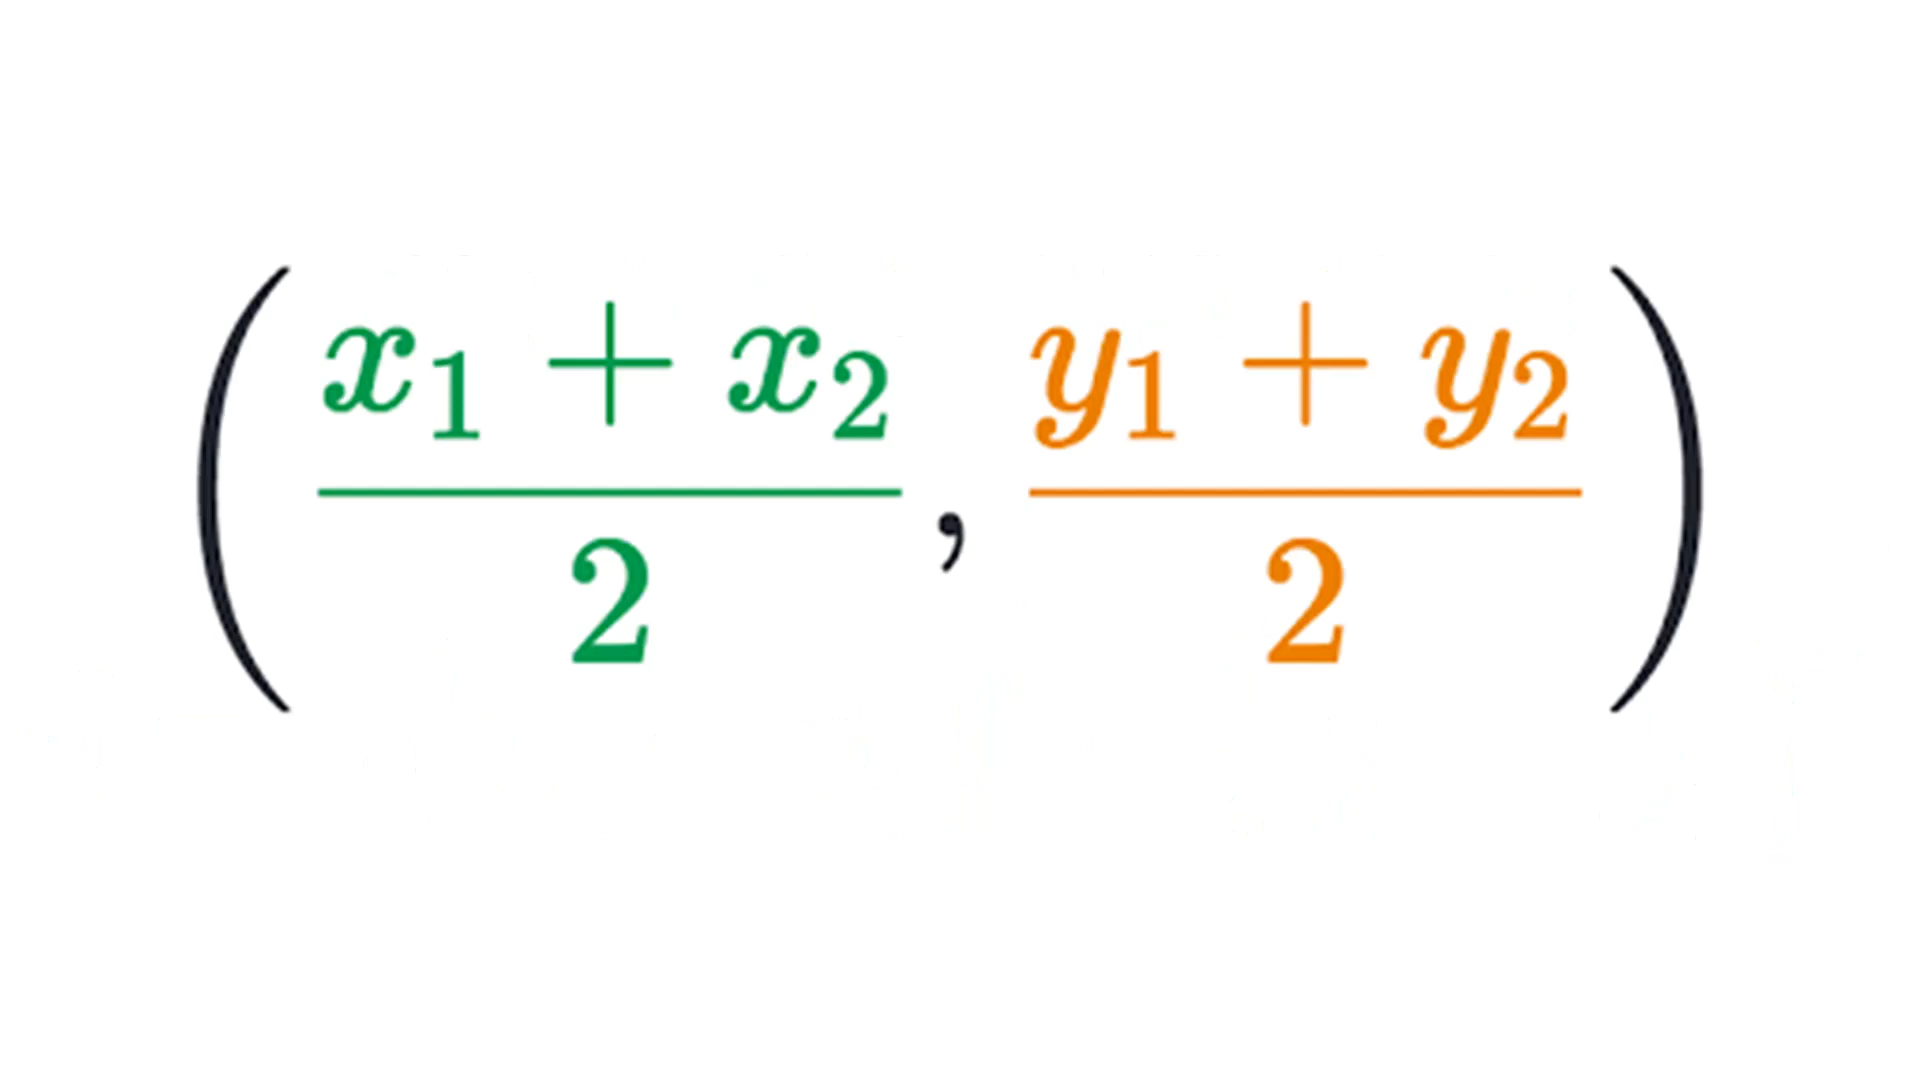 (x₁ + x₂ / 2 , y₁ + y₂ / 2)